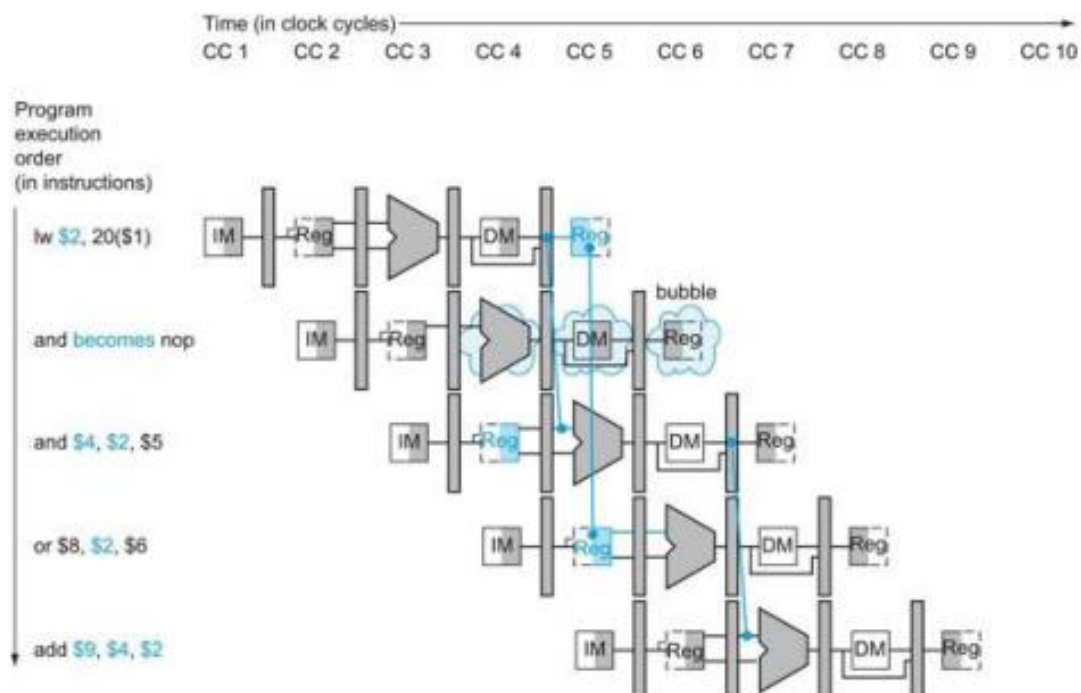 Time (in clock cycles)
CC 1 CC 2 CC 3 CC 4 CC 5 CC 6 CC 7 CC 8 CC 9 CC 10
Program
execution
order
(in instructions)
lw $2, 20($1)
IM Reg DM Reg
bubble
and becomes nop
IM Reg DM Reg
and $4, $2, $5
IM Reg DM Reg
or $8, $2, $6
IM Reg DM Reg
add $9, $4, $2
IM Reg DM Reg